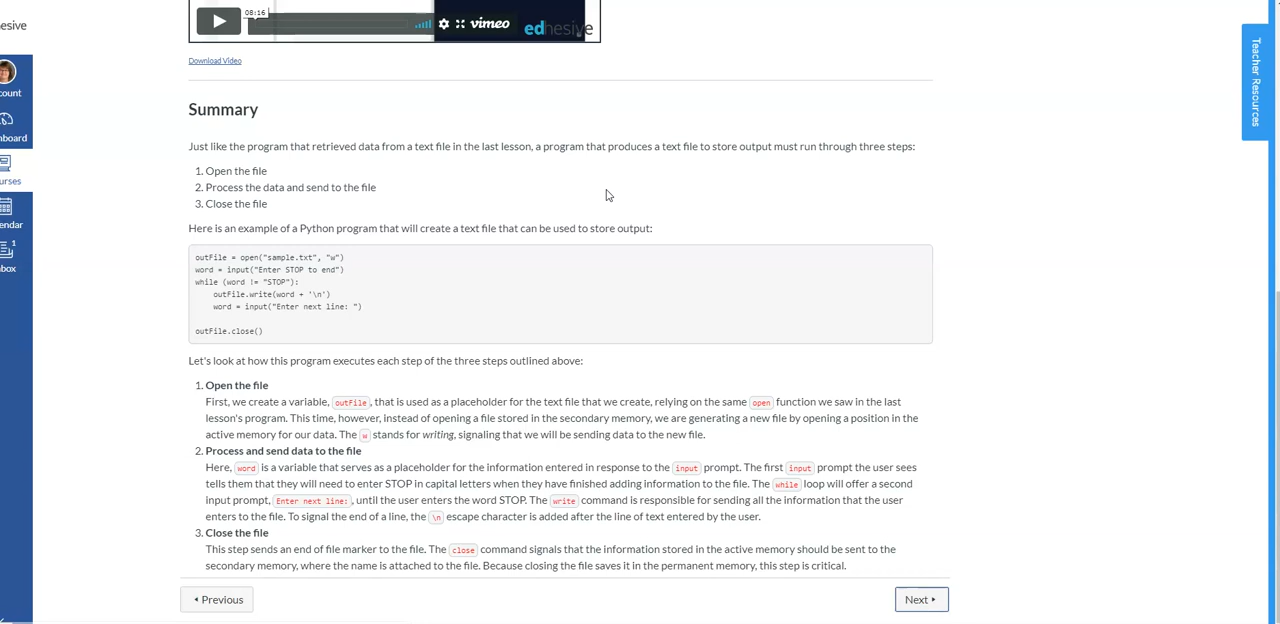 hesive
08:16
vimeo
edhesive
Download Video
Teacher Resources
count
board
urses
endar
1
box
Summary
Just like the program that retrieved data from a text file in the last lesson, a program that produces a text file to store output must run through three steps:
1. Open the file
2. Process the data and send to the file
3. Close the file
Here is an example of a Python program that will create a text file that can be used to store output:
outFile = open("sample.txt", "w")
word = input("Enter STOP to end")
while (word != "STOP"):
    outFile.write(word + '\n')
    word = input("Enter next line: ")
outFile.close()
Let's look at how this program executes each step of the three steps outlined above:
1. Open the file
First, we create a variable, outFile, that is used as a placeholder for the text file that we create, relying on the same open function we saw in the last
lesson's program. This time, however, instead of opening a file stored in the secondary memory, we are generating a new file by opening a position in the
active memory for our data. The w stands for writing, signaling that we will be sending data to the new file.
2. Process and send data to the file
Here, word is a variable that serves as a placeholder for the information entered in response to the input prompt. The first input prompt the user sees
tells them that they will need to enter STOP in capital letters when they have finished adding information to the file. The while loop will offer a second
input prompt, Enter next line:, until the user enters the word STOP. The write command is responsible for sending all the information that the user
enters to the file. To signal the end of a line, the \n escape character is added after the line of text entered by the user.
3. Close the file
This step sends an end of file marker to the file. The close command signals that the information stored in the active memory should be sent to the
secondary memory, where the name is attached to the file. Because closing the file saves it in the permanent memory, this step is critical.
Previous
Next